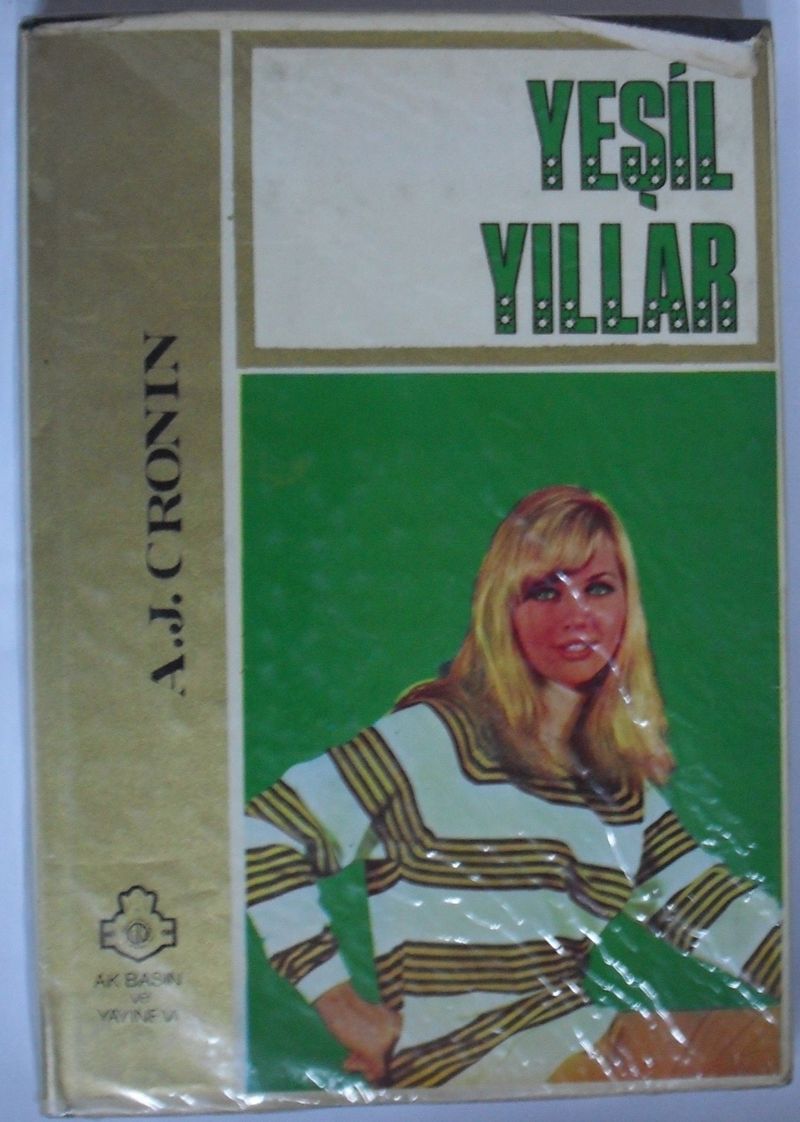 YEŞİL
YILLAR
A.J. CRONIN
AK BASIN
ve
YAYINEVİ